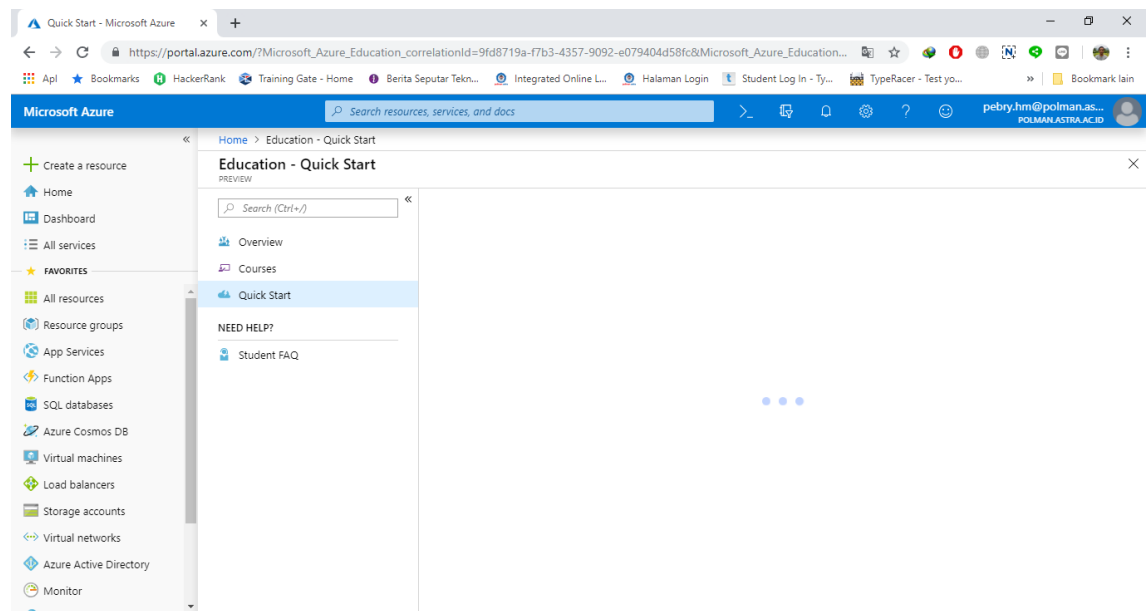 Quick Start - Microsoft Azure
https://portal.azure.com/?Microsoft_Azure_Education_correlationId=9fd8719a-f7b3-4357-9092-e079404d58fc&Microsoft_Azure_Education...
Apl Bookmarks HackerRank Training Gate - Home Berita Seputar Tekn... Integrated Online L... Halaman Login Student Log In - Ty... TypeRacer - Test yo... » Bookmark lain
Microsoft Azure Search resources, services, and docs pebry.hm@polman.as...
POLMAN.ASTRA.AC.ID
Home > Education - Quick Start
Education - Quick Start
PREVIEW
Create a resource
Home
Dashboard
All services
FAVORITES
All resources
Resource groups
App Services
Function Apps
SQL databases
Azure Cosmos DB
Virtual machines
Load balancers
Storage accounts
Virtual networks
Azure Active Directory
Monitor
Search (Ctrl+/)
Overview
Courses
Quick Start
NEED HELP?
Student FAQ